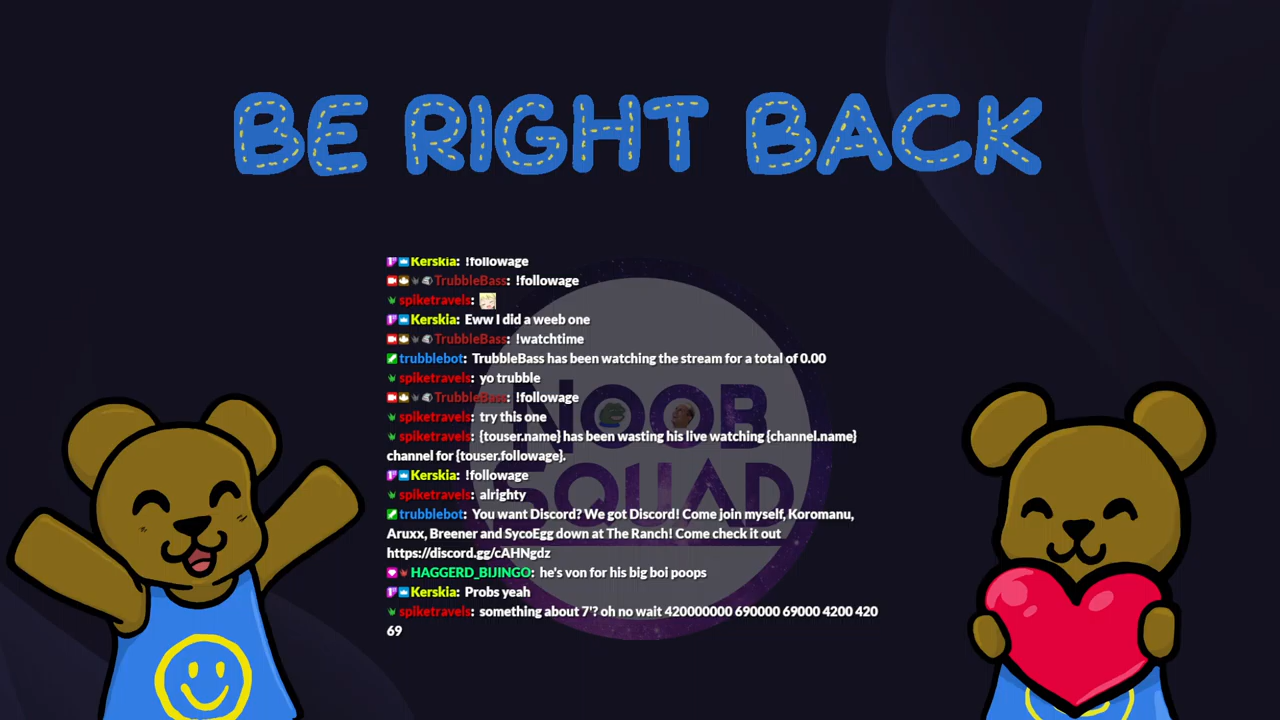 BE RIGHT BACK
Kerskia: !followage
TrubbleBass: !followage
spiketravels:
Kerskia: Eww I did a weeb one
TrubbleBass: !watchtime
trubblebot: TrubbleBass has been watching the stream for a total of 0.00
spiketravels: yo trubble
TrubbleBass: !followage
spiketravels: try this one
spiketravels: {touser.name} has been wasting his live watching {channel.name}
channel for {touser.followage}.
Kerskia: !followage
spiketravels: alrighty
trubblebot: You want Discord? We got Discord! Come join myself, Koromanu,
Aruxx, Breener and SycoEgg down at The Ranch! Come check it out
https://discord.gg/cAHNgdz
HAGGERD_BIJINGO: he's von for his big boi poops
Kerskia: Probs yeah
spiketravels: something about 7'? oh no wait 420000000 690000 69000 4200 420
69
NOOB
SQUAD